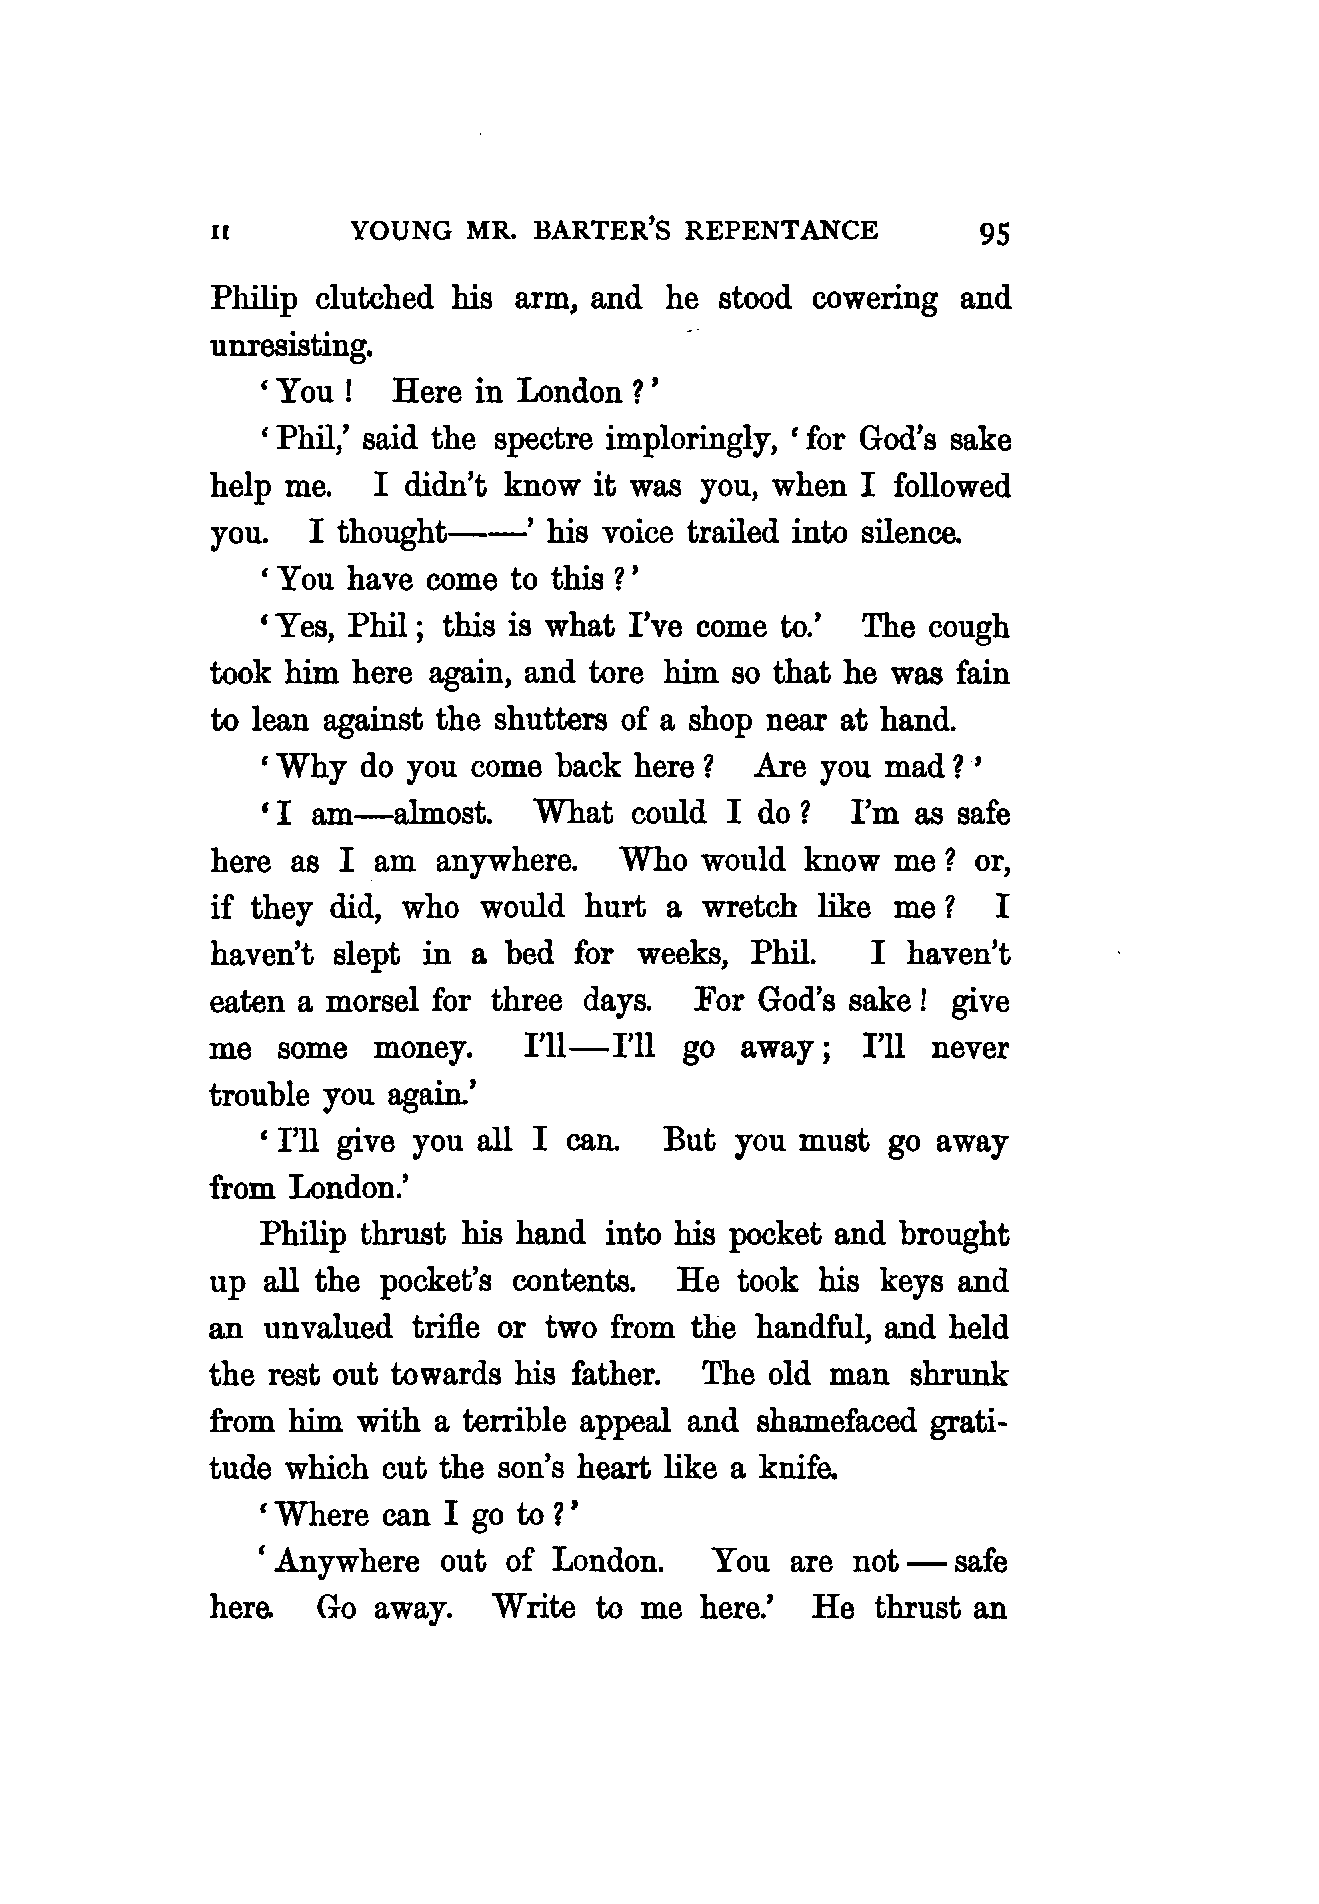 II YOUNG MR. BARTER'S REPENTANCE 95
Philip clutched his arm, and he stood cowering and
unresisting.
‘You! Here in London?’
‘Phil,’ said the spectre imploringly, ‘for God's sake
help me. I didn't know it was you, when I followed
you. I thought——’ his voice trailed into silence.
‘You have come to this?’
‘Yes, Phil; this is what I've come to.’ The cough
took him here again, and tore him so that he was fain
to lean against the shutters of a shop near at hand.
‘Why do you come back here? Are you mad?’
‘I am—almost. What could I do? I'm as safe
here as I am anywhere. Who would know me? or,
if they did, who would hurt a wretch like me? I
haven't slept in a bed for weeks, Phil. I haven't
eaten a morsel for three days. For God's sake! give
me some money. I'll—I'll go away; I'll never
trouble you again.’
‘I'll give you all I can. But you must go away
from London.’
Philip thrust his hand into his pocket and brought
up all the pocket's contents. He took his keys and
an unvalued trifle or two from the handful, and held
the rest out towards his father. The old man shrunk
from him with a terrible appeal and shamefaced grati-
tude which cut the son's heart like a knife.
‘Where can I go to?’
‘Anywhere out of London. You are not—safe
here. Go away. Write to me here.’ He thrust an